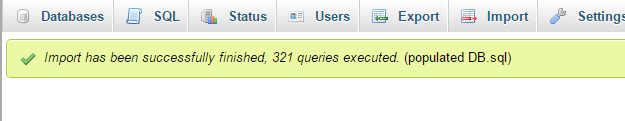 Databases SQL Status Users Export Import Settings
Import has been successfully finished, 321 queries executed. (populated DB.sql)